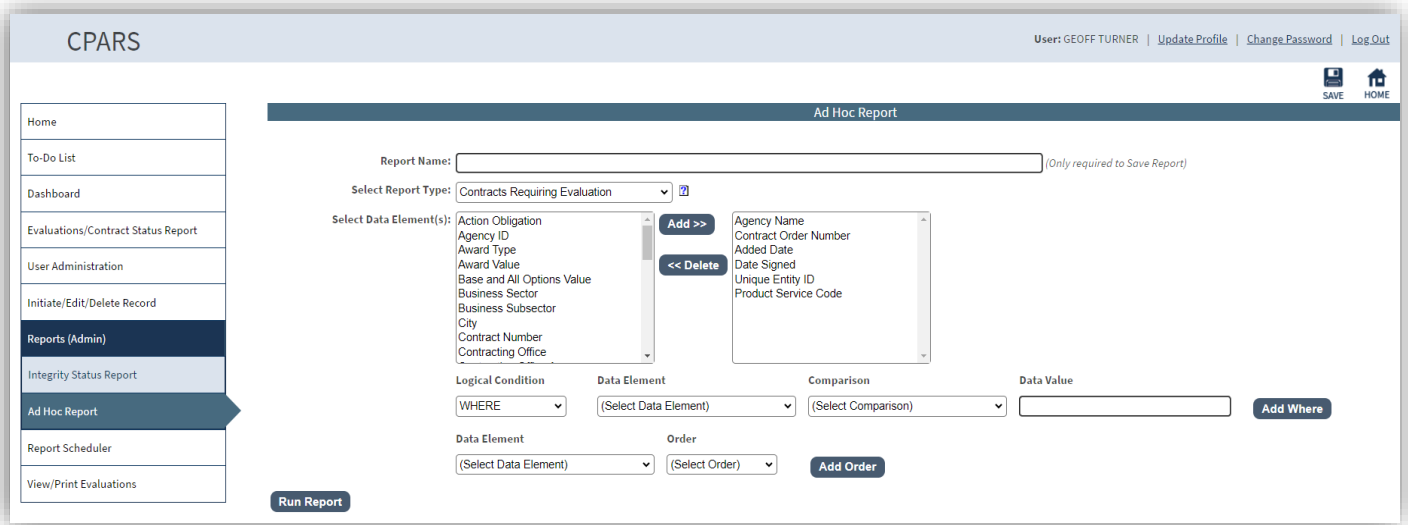 CPARS
User: GEOFF TURNER | Update Profile | Change Password | Log Out
SAVE HOME
Home
To-Do List
Dashboard
Evaluations/Contract Status Report
User Administration
Initiate/Edit/Delete Record
Reports (Admin)
Integrity Status Report
Ad Hoc Report
Report Scheduler
View/Print Evaluations
Ad Hoc Report
Report Name: (Only required to Save Report)
Select Report Type: Contracts Requiring Evaluation ?
Select Data Element(s):
Action Obligation
Agency ID
Award Type
Award Value
Base and All Options Value
Business Sector
Business Subsector
City
Contract Number
Contracting Office
Add >>
<< Delete
Agency Name
Contract Order Number
Added Date
Date Signed
Unique Entity ID
Product Service Code
Logical Condition Data Element Comparison Data Value
WHERE (Select Data Element) (Select Comparison) Add Where
Data Element Order
(Select Data Element) (Select Order) Add Order
Run Report